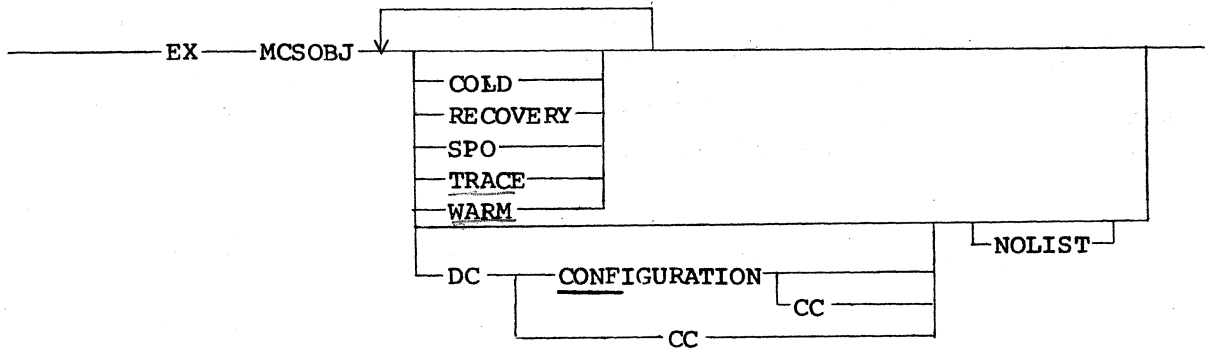 EX MCSOBJ
COLD
RECOVERY
SPO
TRACE
WARM
NOLIST
DC CONFIGURATION
CC
CC